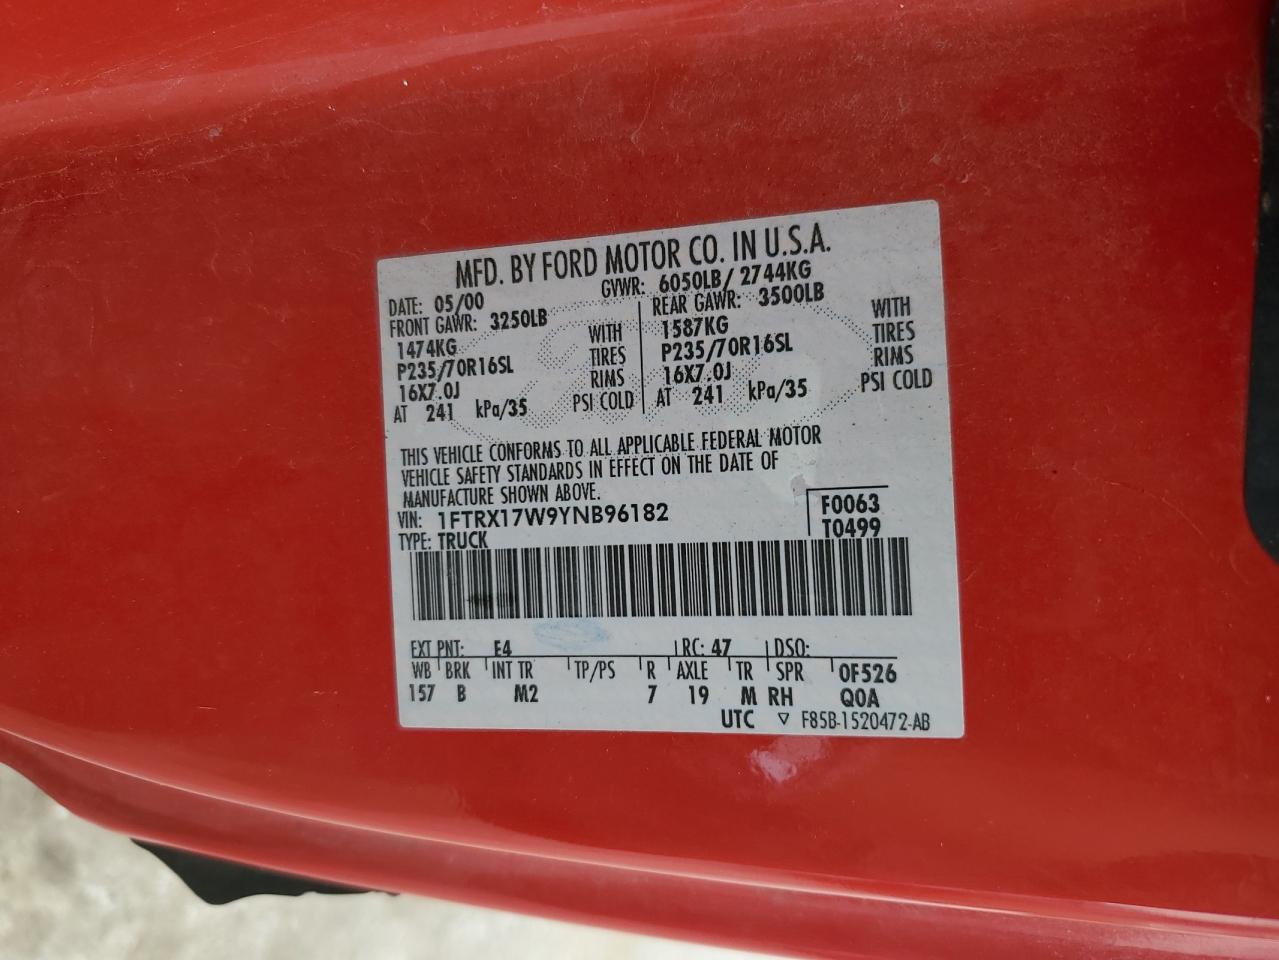 MFD. BY FORD MOTOR CO. IN U.S.A.
DATE: 05/00 GVWR: 6050LB/ 2744KG
FRONT GAWR: 3250LB REAR GAWR: 3500LB
1474KG WITH 1587KG WITH
P235/70R16SL TIRES P235/70R16SL TIRES
16X7.0J RIMS 16X7.0J RIMS
AT 241 kPa/35 PSI COLD AT 241 kPa/35 PSI COLD
THIS VEHICLE CONFORMS TO ALL APPLICABLE FEDERAL MOTOR
VEHICLE SAFETY STANDARDS IN EFFECT ON THE DATE OF
MANUFACTURE SHOWN ABOVE.
VIN: 1FTRX17W9YNB96182 F0063
TYPE: TRUCK T0499
EXT PNT: E4 RC: 47 DSO:
WB BRK INT TR TP/PS R AXLE TR SPR 0F526
157 B M2 7 19 M RH Q0A
UTC ▽ F85B-1520472-AB